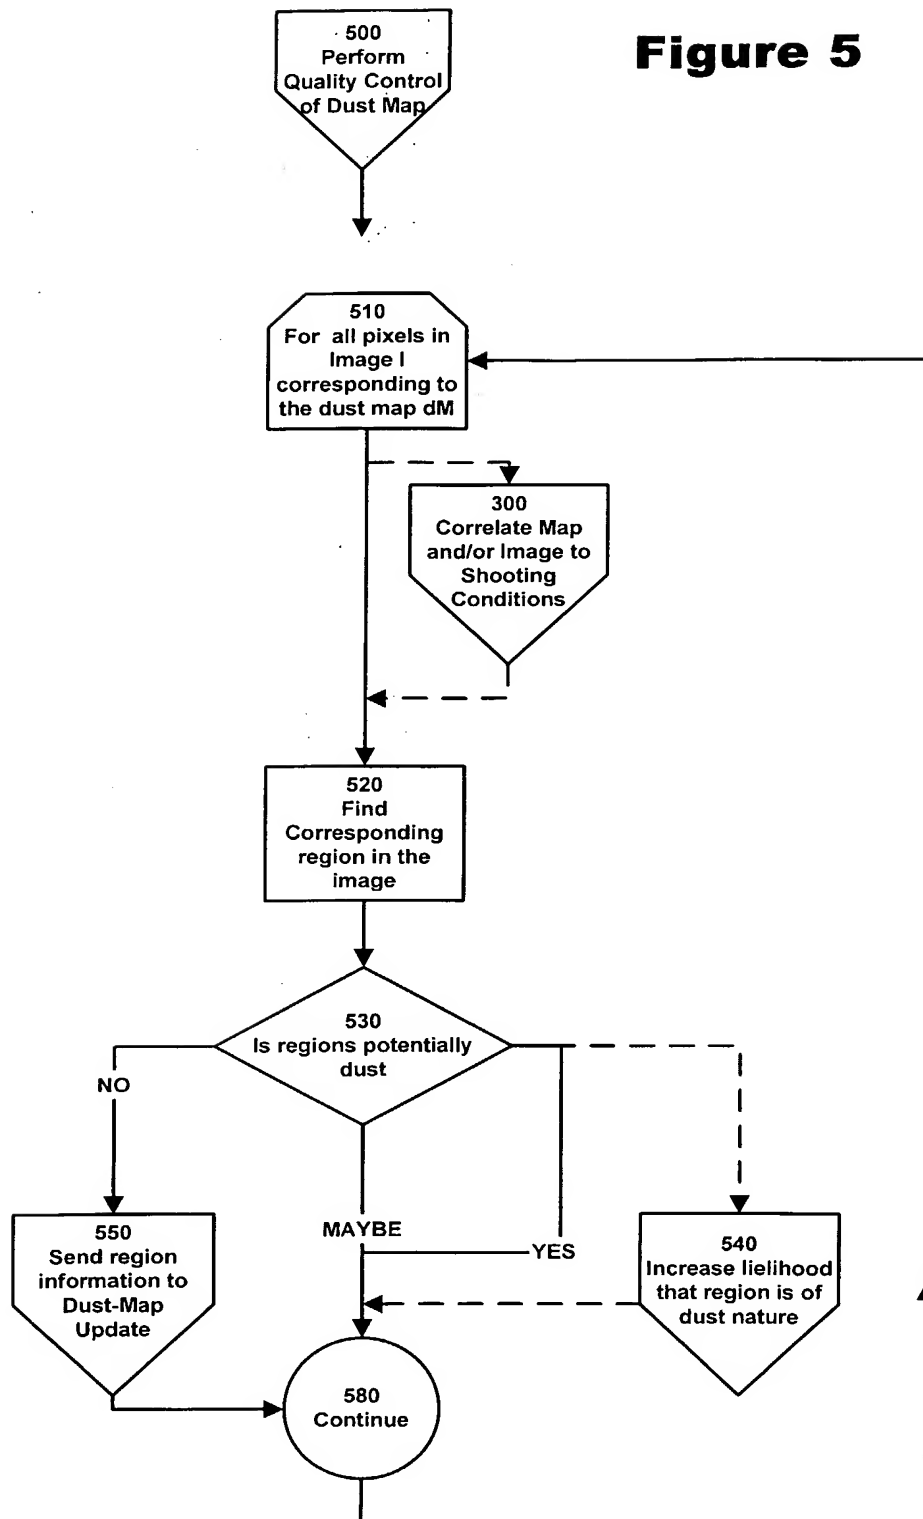 Figure 5
500
Perform
Quality Control
of Dust Map
510
For all pixels in
Image I
corresponding to
the dust map dM
300
Correlate Map
and/or Image to
Shooting
Conditions
520
Find
Corresponding
region in the
image
530
Is regions potentially
dust
NO
MAYBE
YES
550
Send region
information to
Dust-Map
Update
540
Increase lielihood
that region is of
dust nature
580
Continue